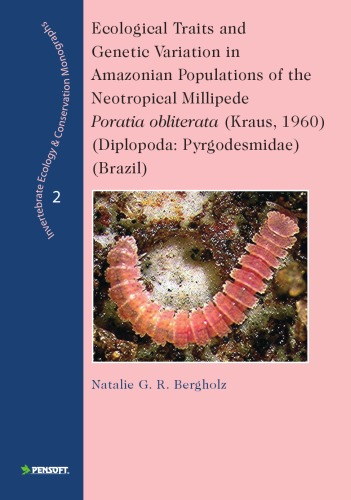 Invertebrate Ecology & Conservation Monographs
2
Ecological Traits and
Genetic Variation in
Amazonian Populations of the
Neotropical Millipede
Poratia obliterata (Kraus, 1960)
(Diplopoda: Pyrgodesmidae)
(Brazil)
Natalie G. R. Bergholz
PENSOFT.